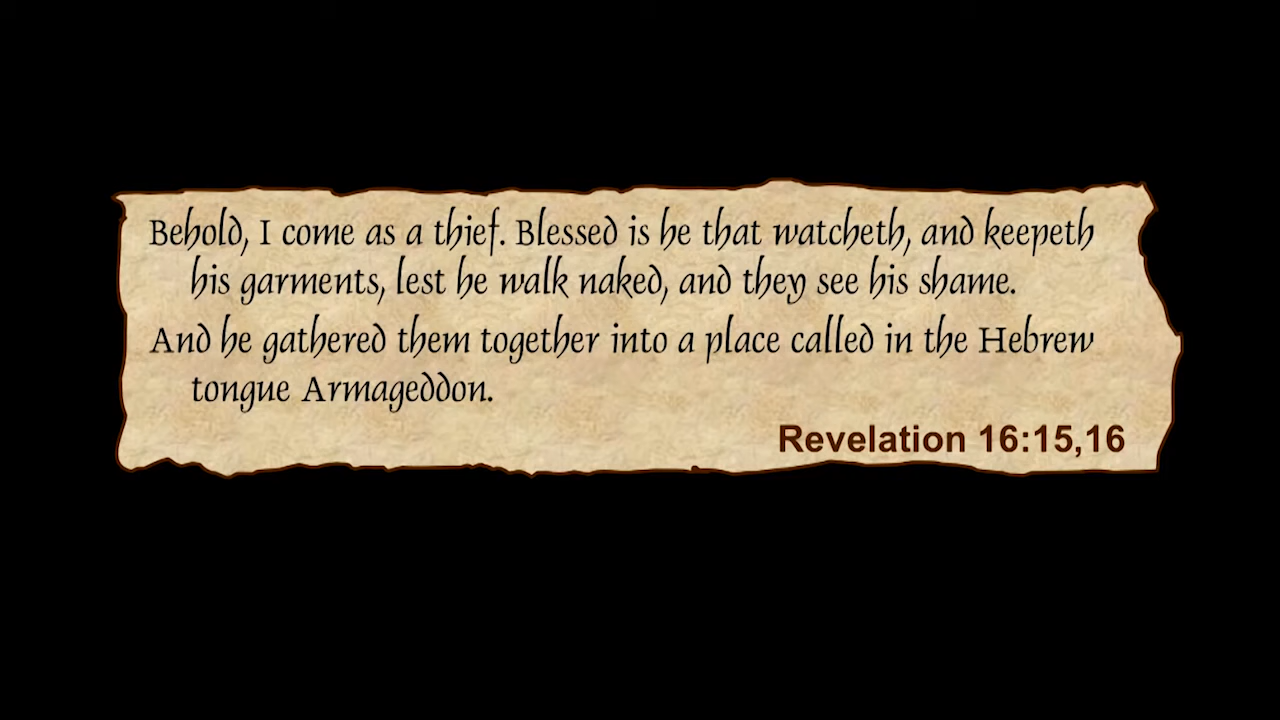 Behold, I come as a thief. Blessed is he that watcheth, and keepeth
his garments, lest he walk naked, and they see his shame.
And he gathered them together into a place called in the Hebrew
tongue Armageddon.
Revelation 16:15,16